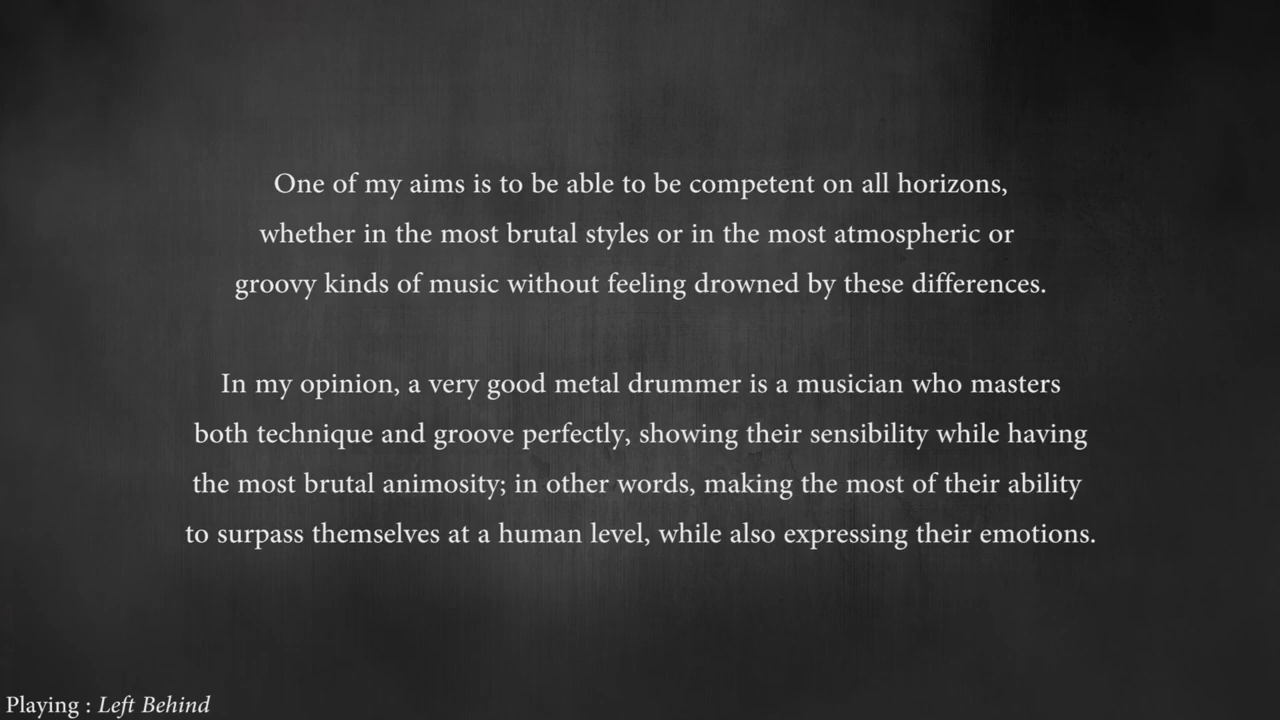 One of my aims is to be able to be competent on all horizons,
whether in the most brutal styles or in the most atmospheric or
groovy kinds of music without feeling drowned by these differences.
In my opinion, a very good metal drummer is a musician who masters
both technique and groove perfectly, showing their sensibility while having
the most brutal animosity; in other words, making the most of their ability
to surpass themselves at a human level, while also expressing their emotions.
Playing : Left Behind